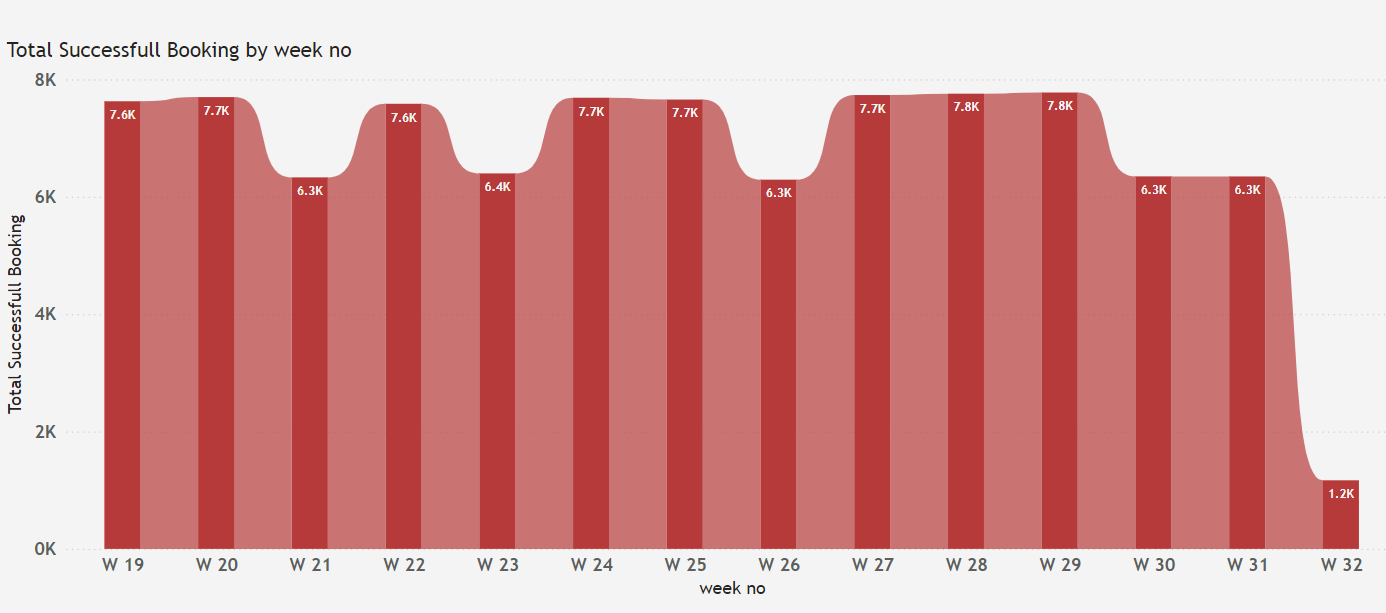 Total Successfull Booking by week no
8K
6K
4K
2K
0K
Total Successfull Booking
7.6K 7.7K 6.3K 7.6K 6.4K 7.7K 7.7K 6.3K 7.7K 7.8K 7.8K 6.3K 6.3K 1.2K
W 19 W 20 W 21 W 22 W 23 W 24 W 25 W 26 W 27 W 28 W 29 W 30 W 31 W 32
week no